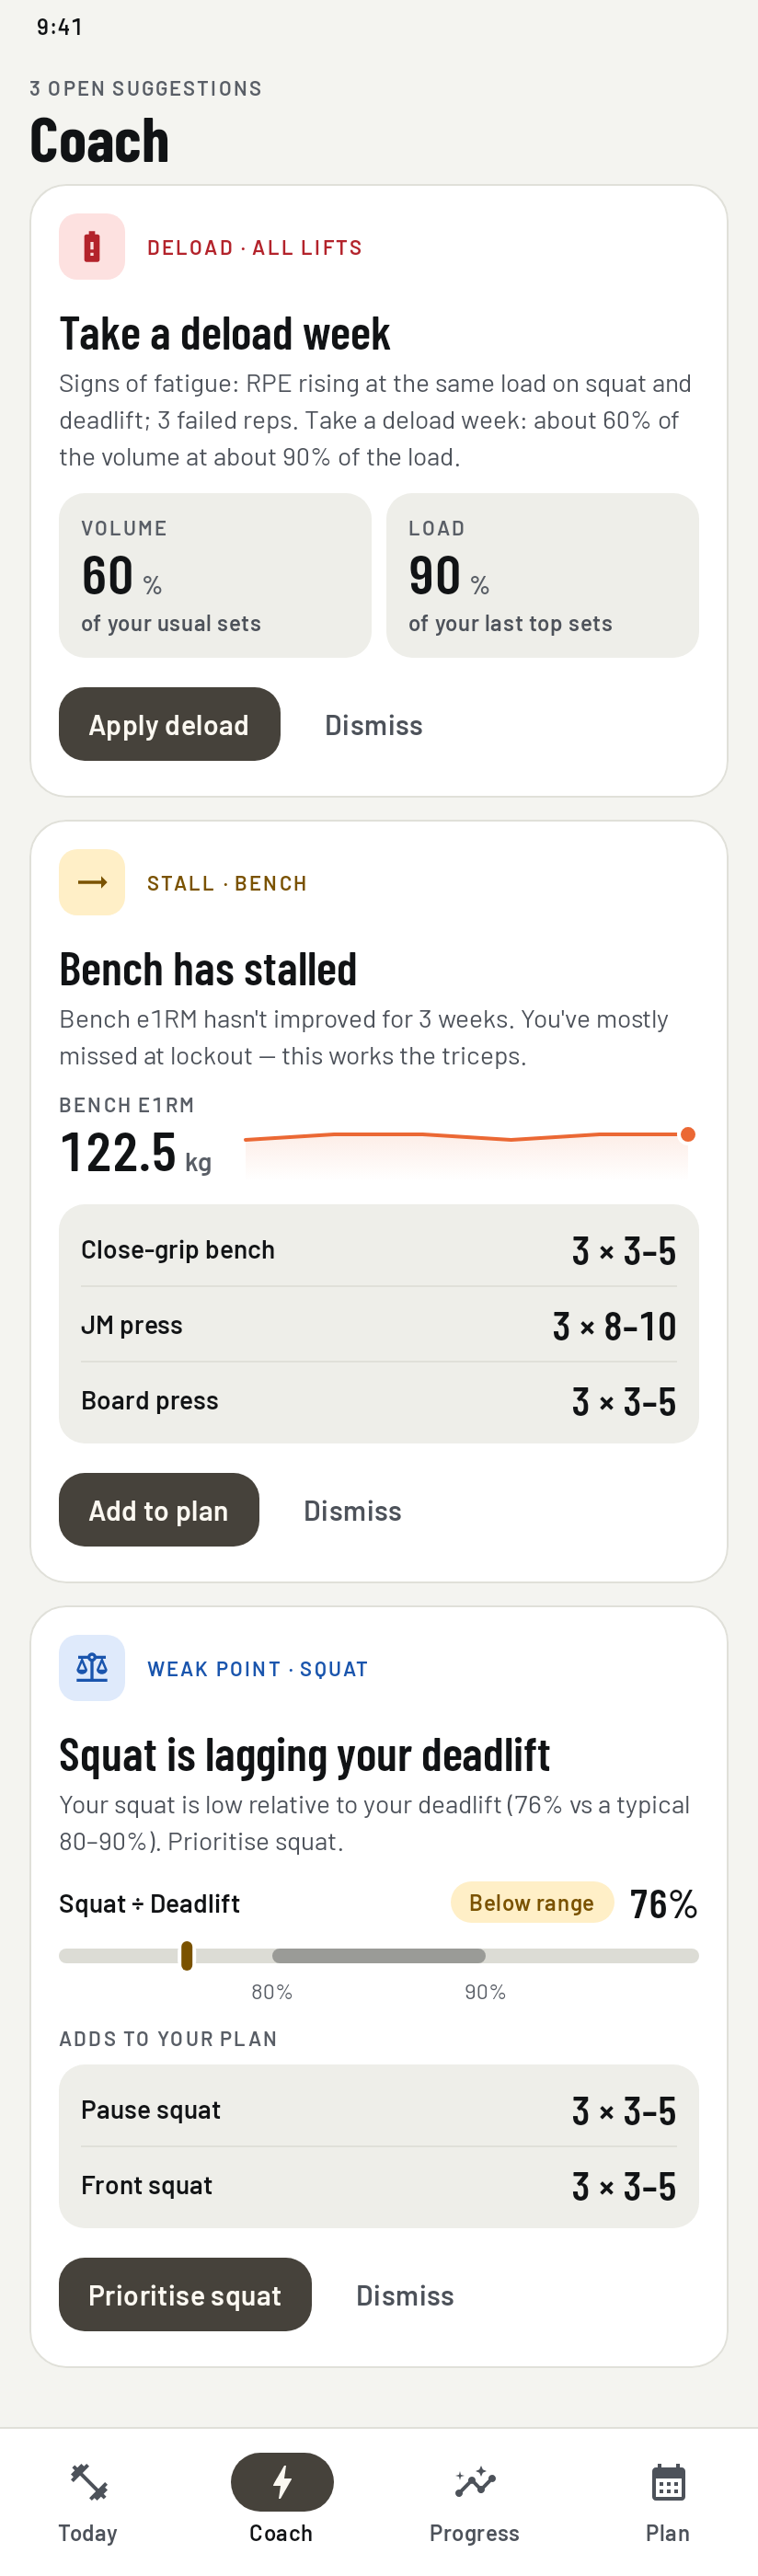 9:41
3 OPEN SUGGESTIONS
Coach
DELOAD · ALL LIFTS
Take a deload week
Signs of fatigue: RPE rising at the same load on squat and
deadlift; 3 failed reps. Take a deload week: about 60% of
the volume at about 90% of the load.
VOLUME
60 %
of your usual sets
LOAD
90 %
of your last top sets
Apply deload
Dismiss
STALL · BENCH
Bench has stalled
Bench e1RM hasn't improved for 3 weeks. You've mostly
missed at lockout — this works the triceps.
BENCH E1RM
122.5 kg
Close-grip bench 3 × 3–5
JM press 3 × 8–10
Board press 3 × 3–5
Add to plan
Dismiss
WEAK POINT · SQUAT
Squat is lagging your deadlift
Your squat is low relative to your deadlift (76% vs a typical
80–90%). Prioritise squat.
Squat ÷ Deadlift Below range 76%
80% 90%
ADDS TO YOUR PLAN
Pause squat 3 × 3–5
Front squat 3 × 3–5
Prioritise squat
Dismiss
Today Coach Progress Plan